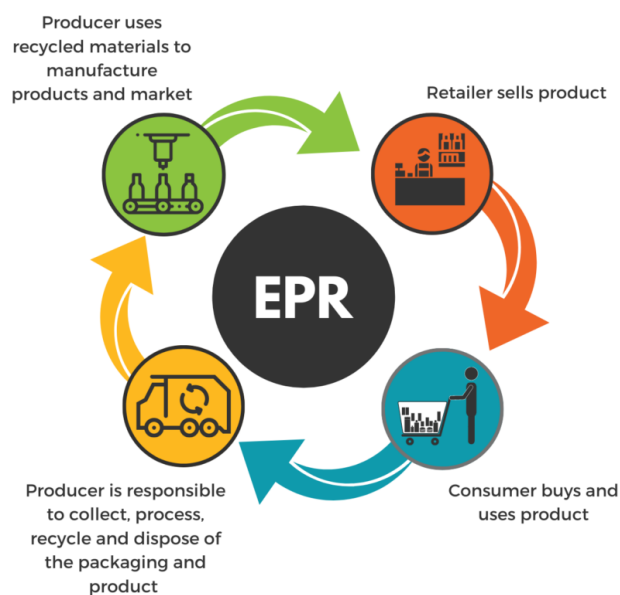 Producer uses
recycled materials to
manufacture
products and market
Retailer sells product
EPR
Producer is responsible
to collect, process,
recycle and dispose of
the packaging and
product
Consumer buys and
uses product